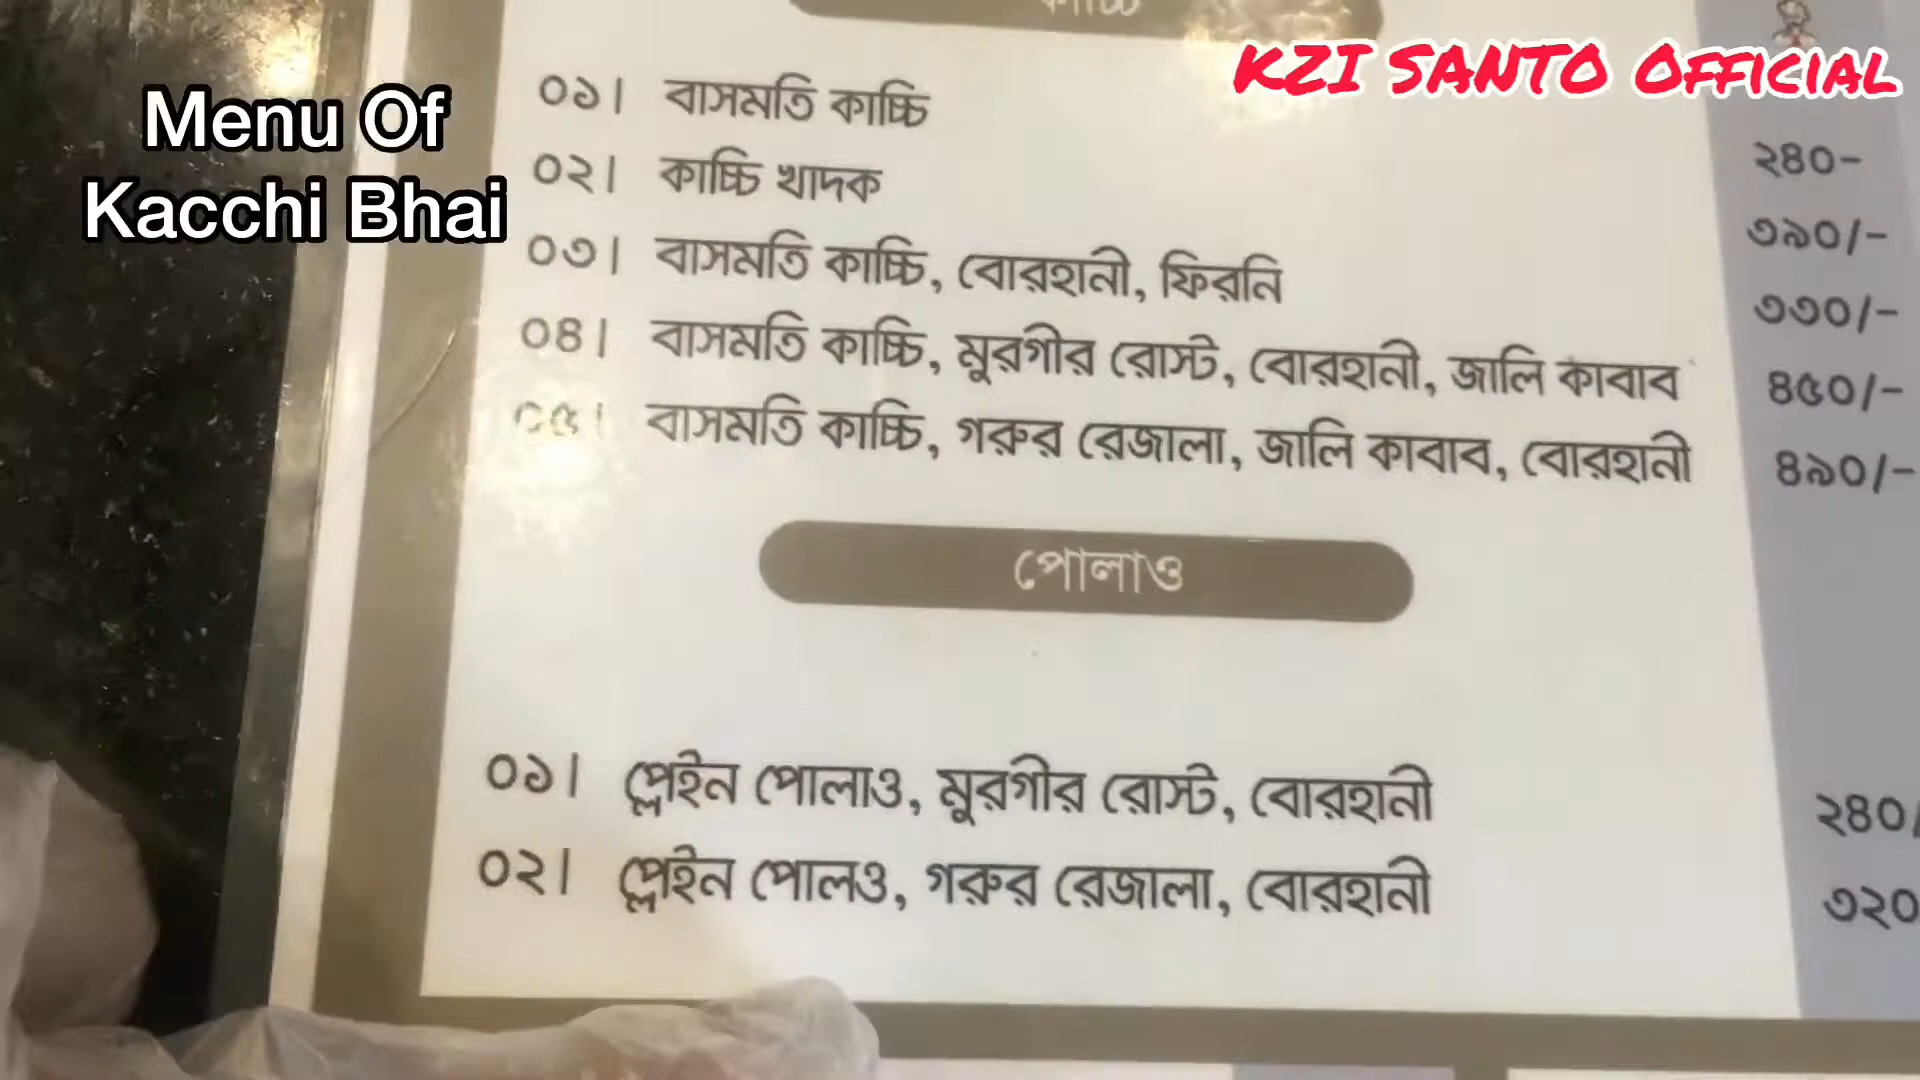 কাচ্চি
KZI SANTO OFFICIAL
Menu Of
Kacchi Bhai
০১। বাসমতি কাচ্চি ২৪০-
০২। কাচ্চি খাদক ৩৯০/-
০৩। বাসমতি কাচ্চি, বোরহানী, ফিরনি ৩৩০/-
০৪। বাসমতি কাচ্চি, মুরগীর রোস্ট, বোরহানী, জালি কাবাব ৪৫০/-
০৫। বাসমতি কাচ্চি, গরুর রেজালা, জালি কাবাব, বোরহানী ৪৯০/-
পোলাও
০১। প্লেইন পোলাও, মুরগীর রোস্ট, বোরহানী ২৪০/
০২। প্লেইন পোলও, গরুর রেজালা, বোরহানী ৩২০